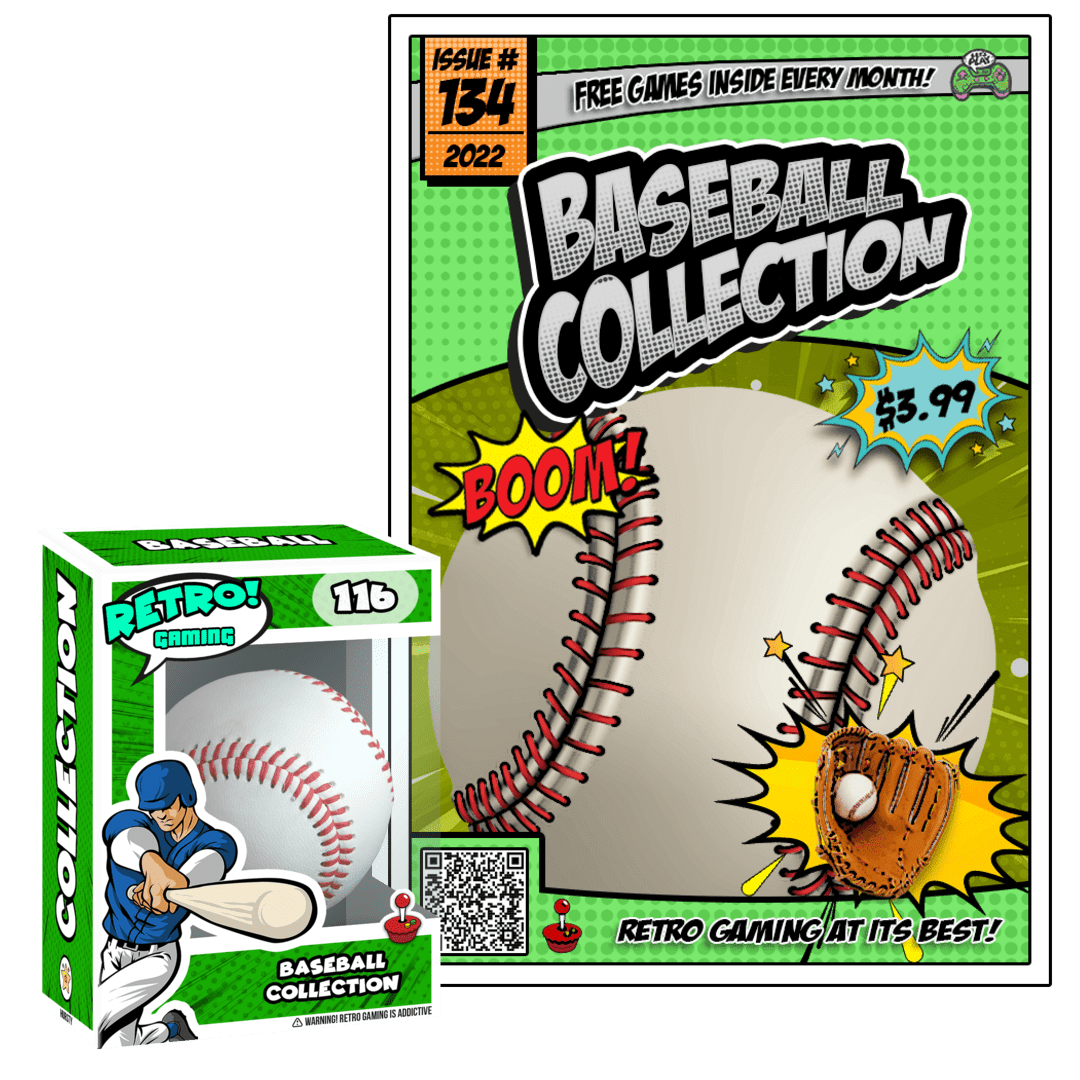 ISSUE #
134
2022
FREE GAMES INSIDE EVERY MONTH!
BASEBALL
COLLECTION
$3.99
BOOM!
BASEBALL
COLLECTION
RETRO!
GAMING
116
BASEBALL
COLLECTION
WARNING! RETRO GAMING IS ADDICTIVE
RETRO GAMING AT ITS BEST!